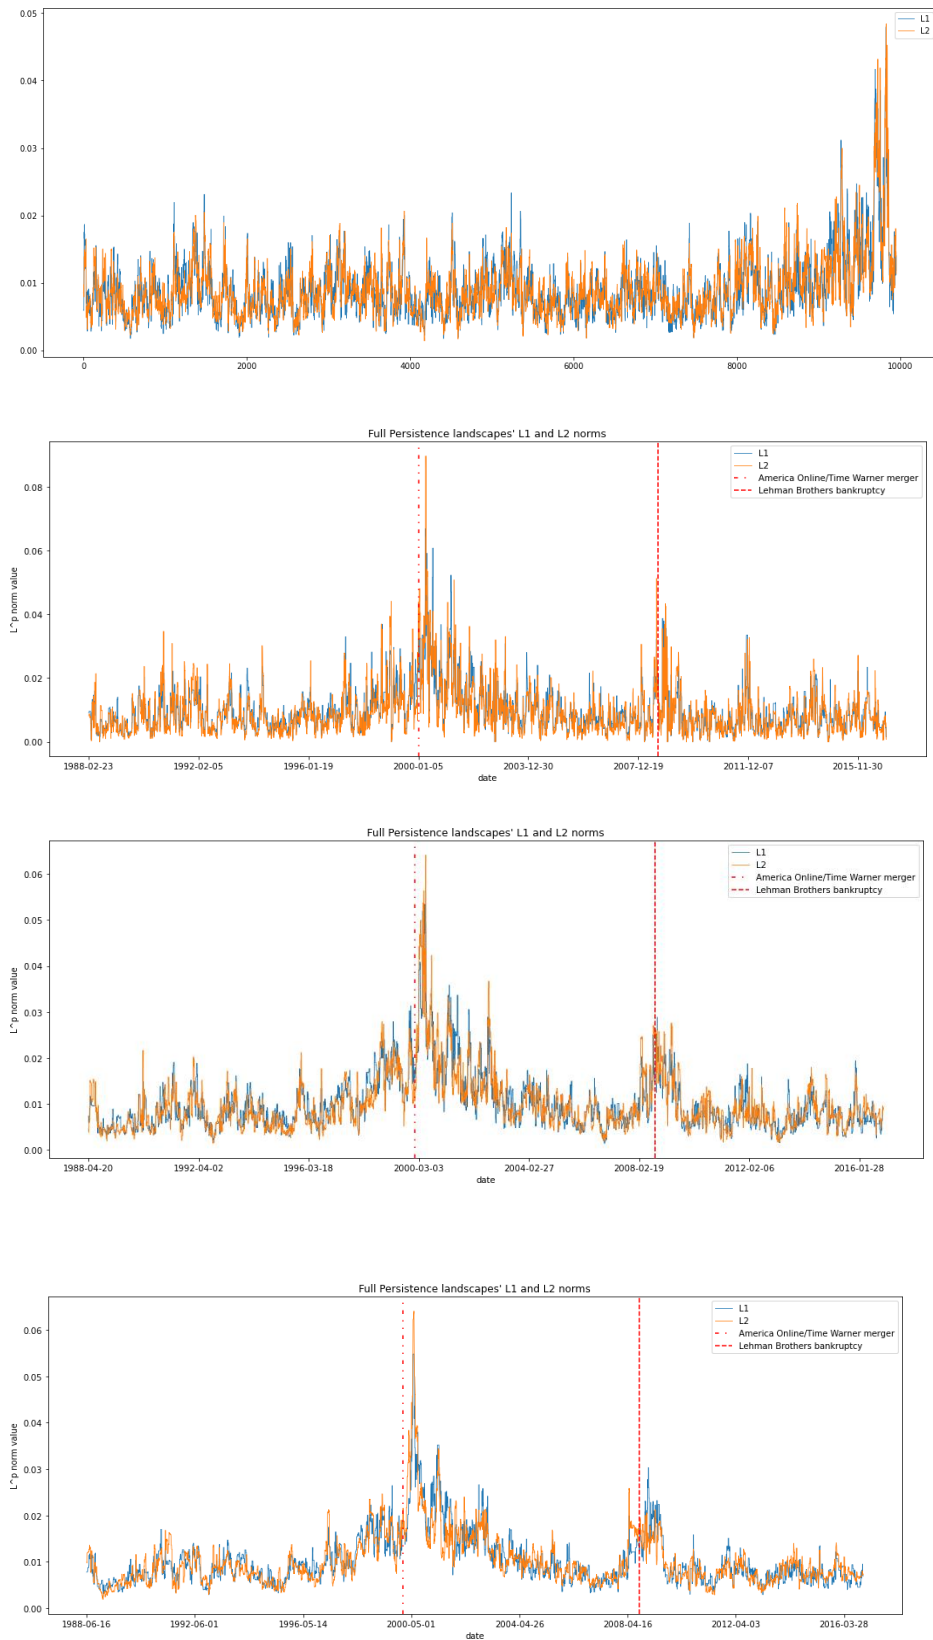 0.05
L1
L2
0.04
0.03
0.02
0.01
0.00
0 2000 4000 6000 8000 10000
Full Persistence landscapes' L1 and L2 norms
L1
L2
America Online/Time Warner merger
Lehman Brothers bankruptcy
0.08
0.06
0.04
0.02
0.00
L^p norm value
1988-02-23 1992-02-05 1996-01-19 2000-01-05 2003-12-30 2007-12-19 2011-12-07 2015-11-30
date
Full Persistence landscapes' L1 and L2 norms
L1
L2
America Online/Time Warner merger
Lehman Brothers bankruptcy
0.06
0.05
0.04
0.03
0.02
0.01
0.00
L^p norm value
1988-04-20 1992-04-02 1996-03-18 2000-03-03 2004-02-27 2008-02-19 2012-02-06 2016-01-28
date
Full Persistence landscapes' L1 and L2 norms
L1
L2
America Online/Time Warner merger
Lehman Brothers bankruptcy
0.06
0.05
0.04
0.03
0.02
0.01
0.00
L^p norm value
1988-06-16 1992-06-01 1996-05-14 2000-05-01 2004-04-26 2008-04-16 2012-04-03 2016-03-28
date